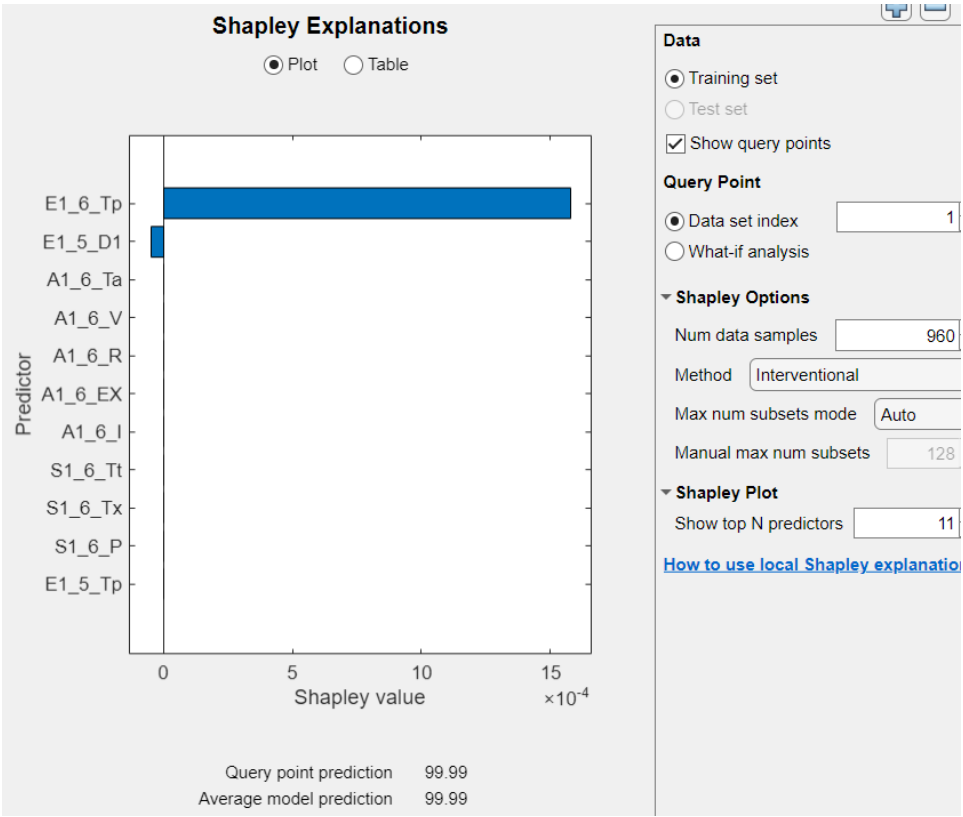 Shapley Explanations
Plot Table
E1_6_Tp
E1_5_D1
A1_6_Ta
A1_6_V
A1_6_R
A1_6_EX
A1_6_I
S1_6_Tt
S1_6_Tx
S1_6_P
E1_5_Tp
Predictor
0 5 10 15
×10⁻⁴
Shapley value
Query point prediction 99.99
Average model prediction 99.99
Data
Training set
Test set
Show query points
Query Point
Data set index 1
What-if analysis
Shapley Options
Num data samples 960
Method Interventional
Max num subsets mode Auto
Manual max num subsets 128
Shapley Plot
Show top N predictors 11
How to use local Shapley explanation